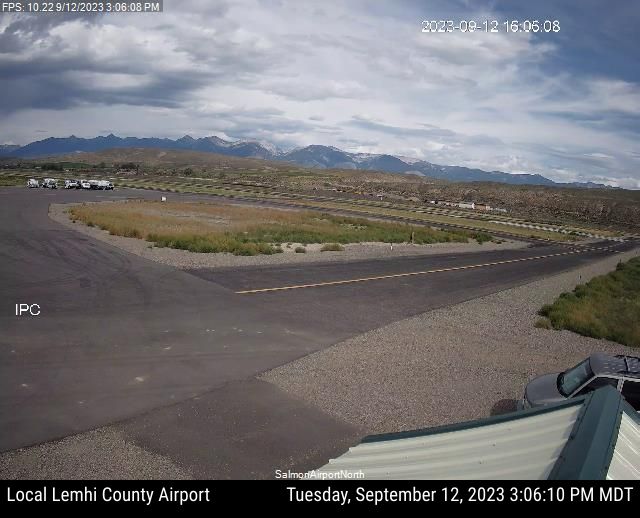 FPS: 10.22 9/12/2023 3:06:08 PM
2023-09-12 16:06:08
IPC
SalmonAirportNorth
Local Lemhi County Airport Tuesday, September 12, 2023 3:06:10 PM MDT